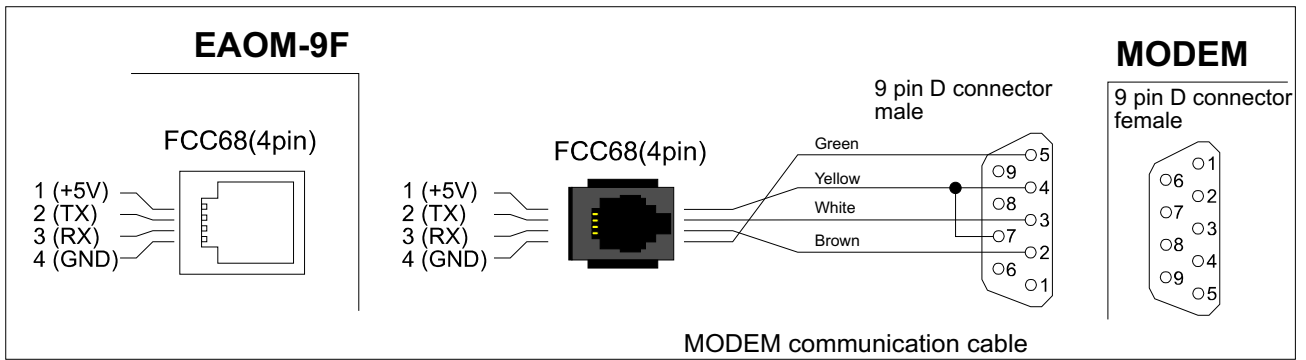 EAOM-9F
FCC68(4pin)
1 (+5V)
2 (TX)
3 (RX)
4 (GND)
FCC68(4pin)
1 (+5V)
2 (TX)
3 (RX)
4 (GND)
Green
Yellow
White
Brown
9 pin D connector
male
5
9
4
8
3
7
2
6
1
MODEM
9 pin D connector
female
1
6
2
7
3
8
4
9
5
MODEM communication cable